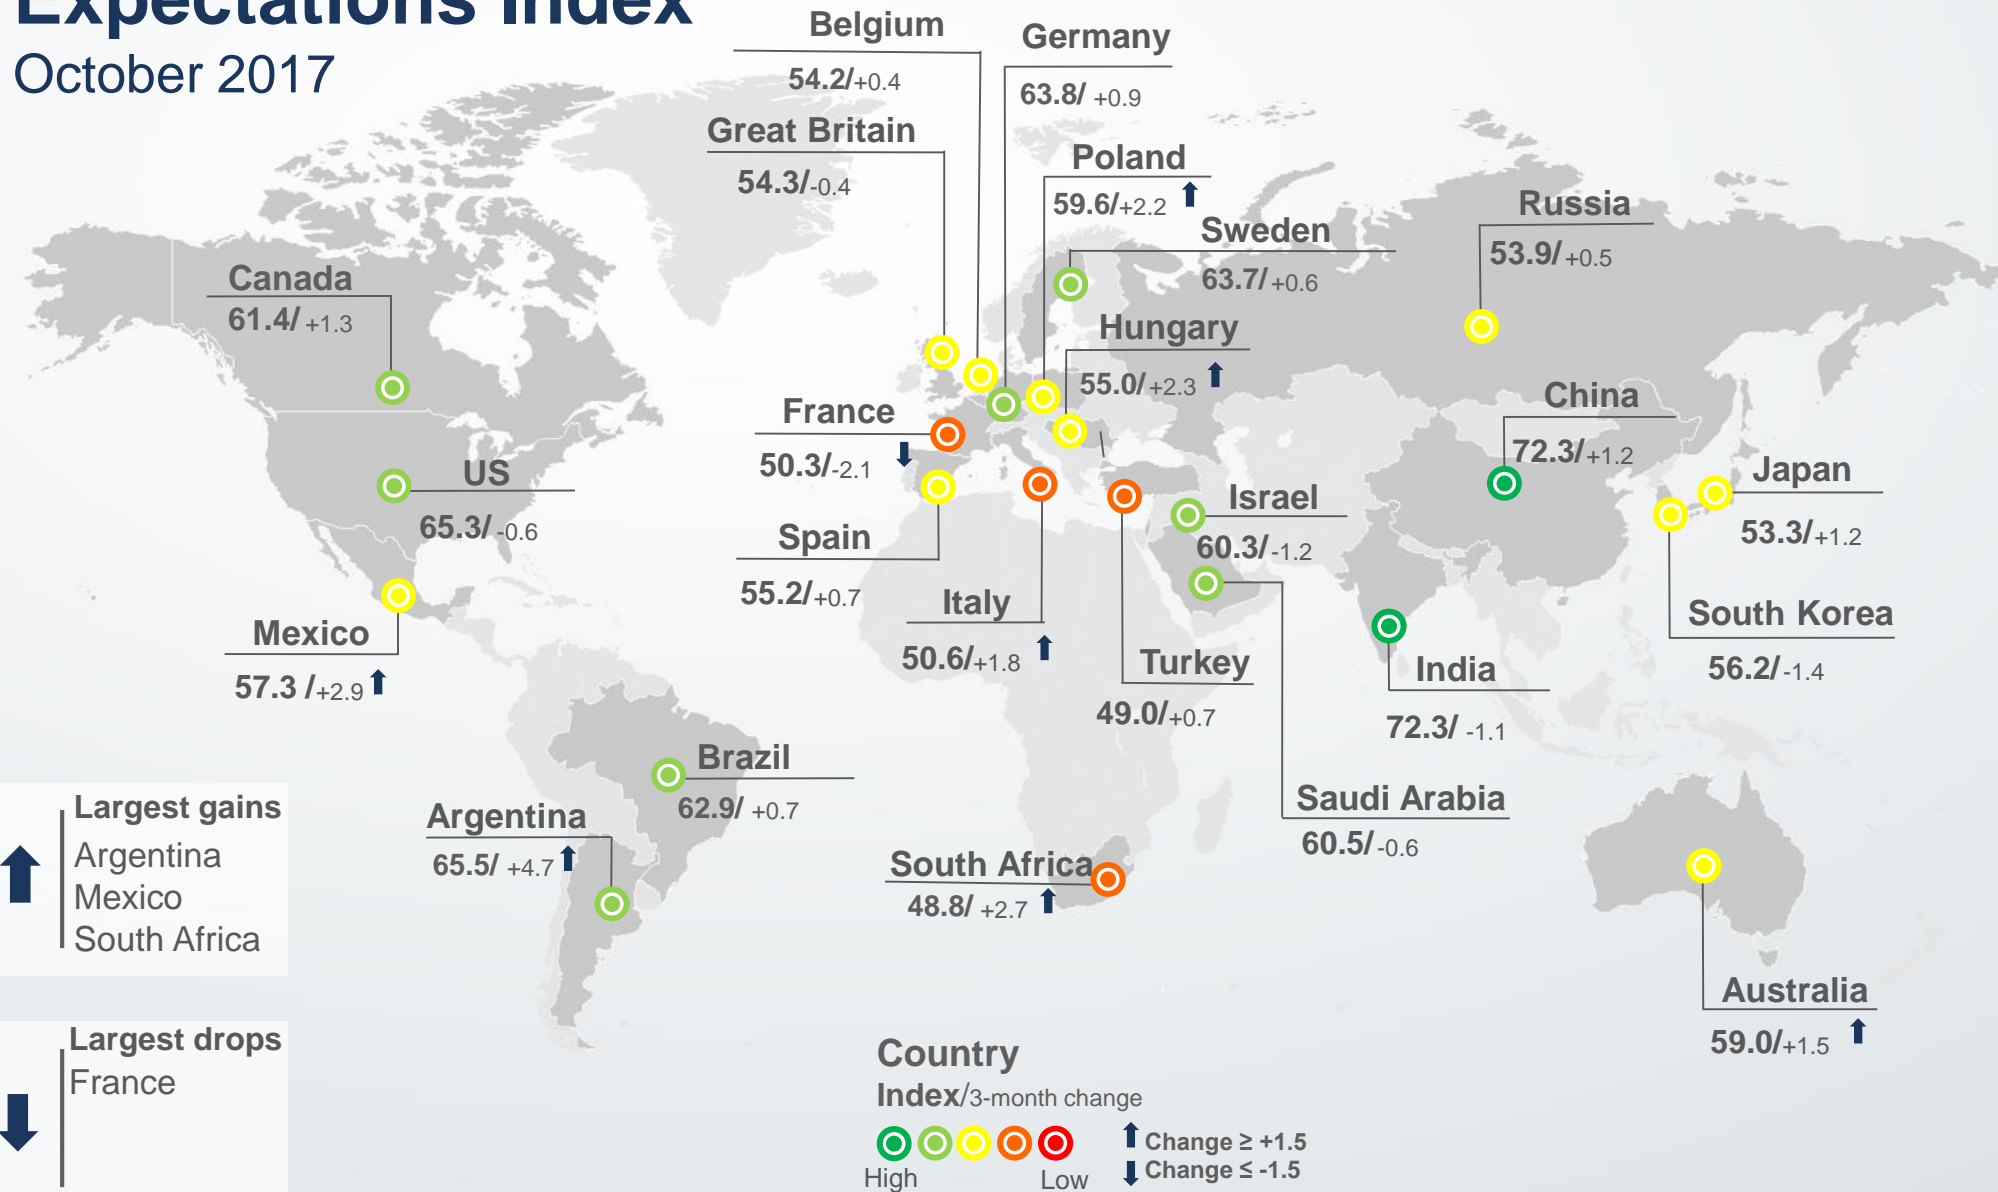 Expectations Index
October 2017
Belgium
54.2/+0.4
Germany
63.8/ +0.9
Great Britain
54.3/-0.4
Poland
59.6/+2.2
Sweden
63.7/+0.6
Russia
53.9/+0.5
Canada
61.4/ +1.3
Hungary
55.0/+2.3
China
72.3/+1.2
France
50.3/-2.1
US
65.3/ -0.6
Japan
53.3/+1.2
Israel
60.3/-1.2
Spain
55.2/+0.7
Italy
50.6/+1.8
South Korea
56.2/-1.4
Mexico
57.3 /+2.9
Turkey
49.0/+0.7
India
72.3/ -1.1
Brazil
62.9/ +0.7
Saudi Arabia
60.5/-0.6
Argentina
65.5/ +4.7
South Africa
48.8/ +2.7
Australia
59.0/+1.5
Largest gains
Argentina
Mexico
South Africa
Largest drops
France
Country
Index/3-month change
High
Low
Change ≥ +1.5
Change ≤ -1.5